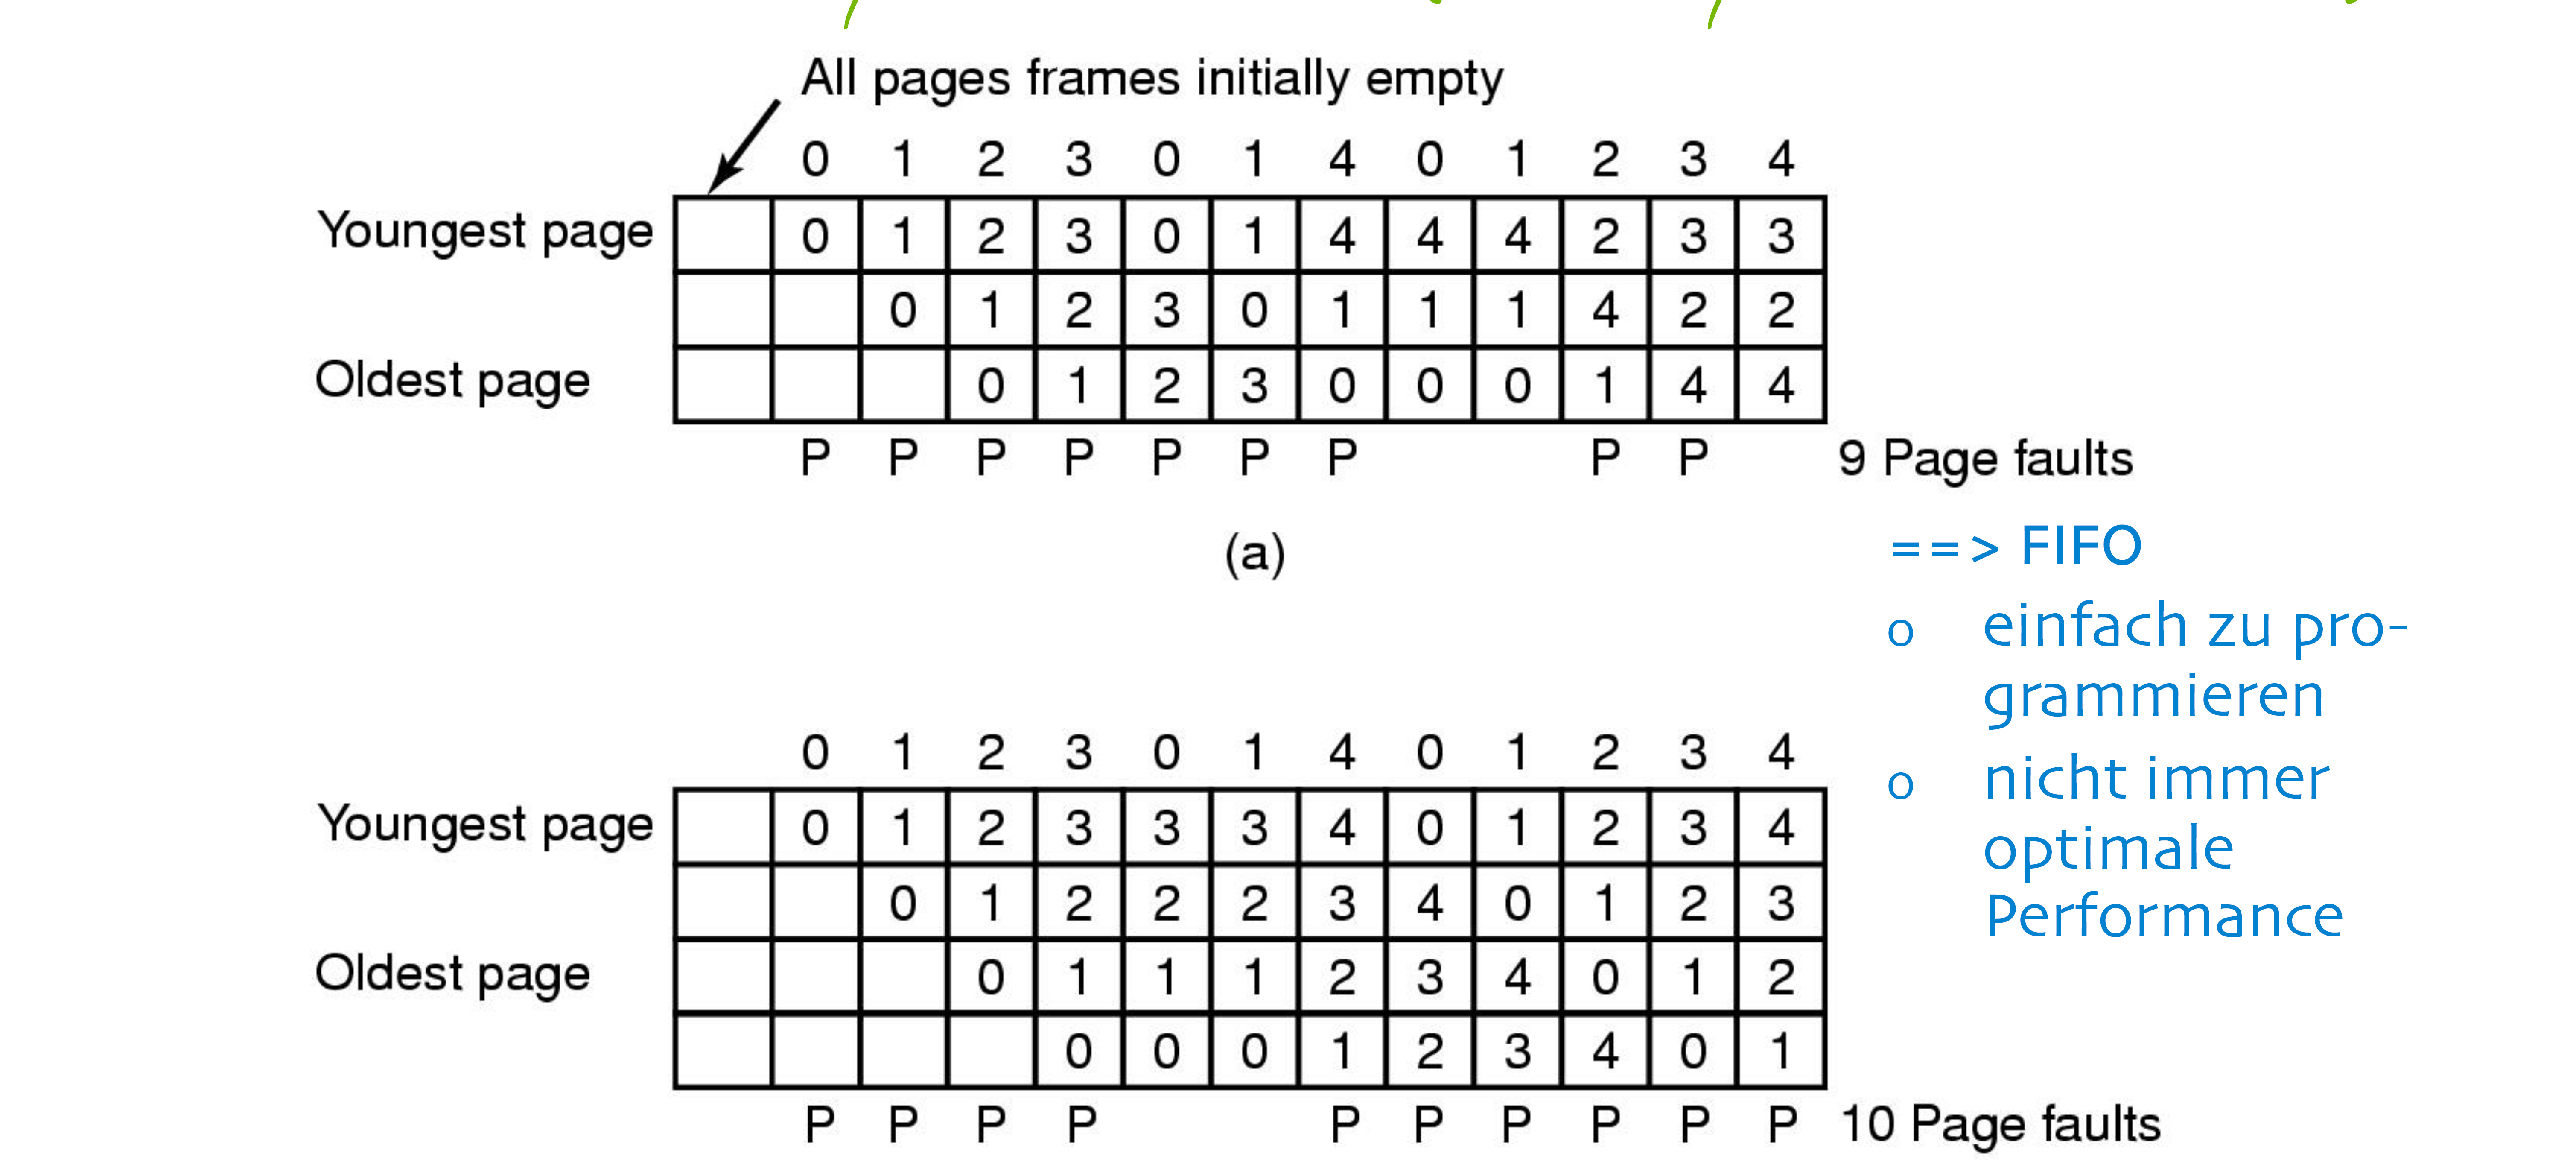 All pages frames initially empty
0 1 2 3 0 1 4 0 1 2 3 4
Youngest page 0 1 2 3 0 1 4 4 4 2 3 3
0 1 2 3 0 1 1 1 4 2 2
Oldest page 0 1 2 3 0 0 0 1 4 4
P P P P P P P P P 9 Page faults
(a)
==> FIFO
o einfach zu pro-
grammieren
o nicht immer
optimale
Performance
0 1 2 3 0 1 4 0 1 2 3 4
Youngest page 0 1 2 3 3 3 4 0 1 2 3 4
0 1 2 2 2 3 4 0 1 2 3
Oldest page 0 1 1 1 2 3 4 0 1 2
0 0 0 1 2 3 4 0 1
P P P P P P P P P P 10 Page faults